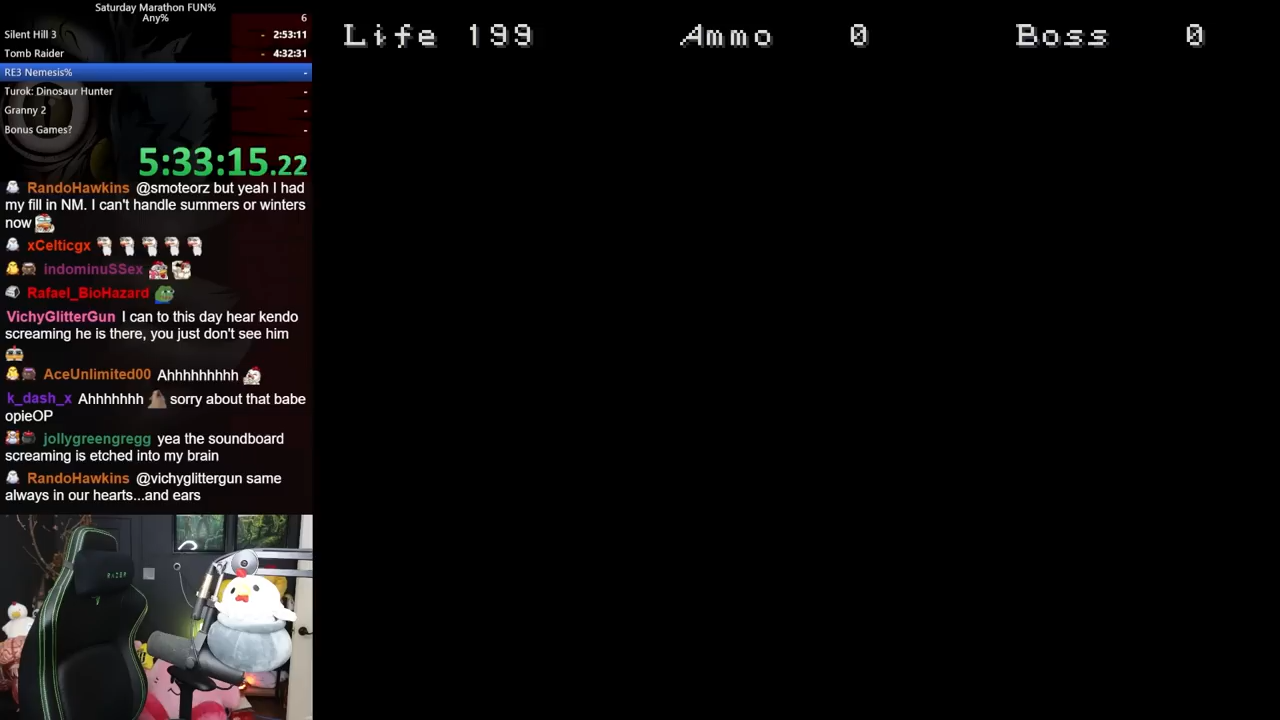 Saturday Marathon FUN%
Any%
6
Silent Hill 3 - 2:53:11
Tomb Raider - 4:32:31
RE3 Nemesis% -
Turok: Dinosaur Hunter -
Granny 2 -
Bonus Games? -
5:33:15.22
RandoHawkins @smoteorz but yeah I had
my fill in NM. I can't handle summers or winters
now
xCelticgx
indominuSSex
Rafael_BioHazard
VichyGlitterGun I can to this day hear kendo
screaming he is there, you just don't see him
AceUnlimited00 Ahhhhhhhhh
k_dash_x Ahhhhhhh sorry about that babe
opieOP
jollygreengregg yea the soundboard
screaming is etched into my brain
RandoHawkins @vichyglittergun same
always in our hearts...and ears
RAZER
Life 199 Ammo 0 Boss 0